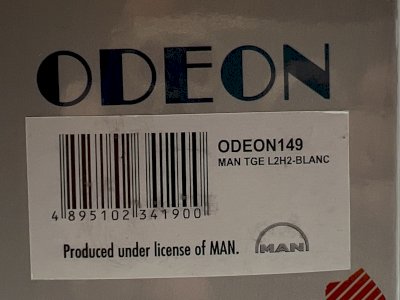 ODEON
ODEON149
MAN TGE L2H2-BLANC
4 895102 341900
Produced under license of MAN.
MAN